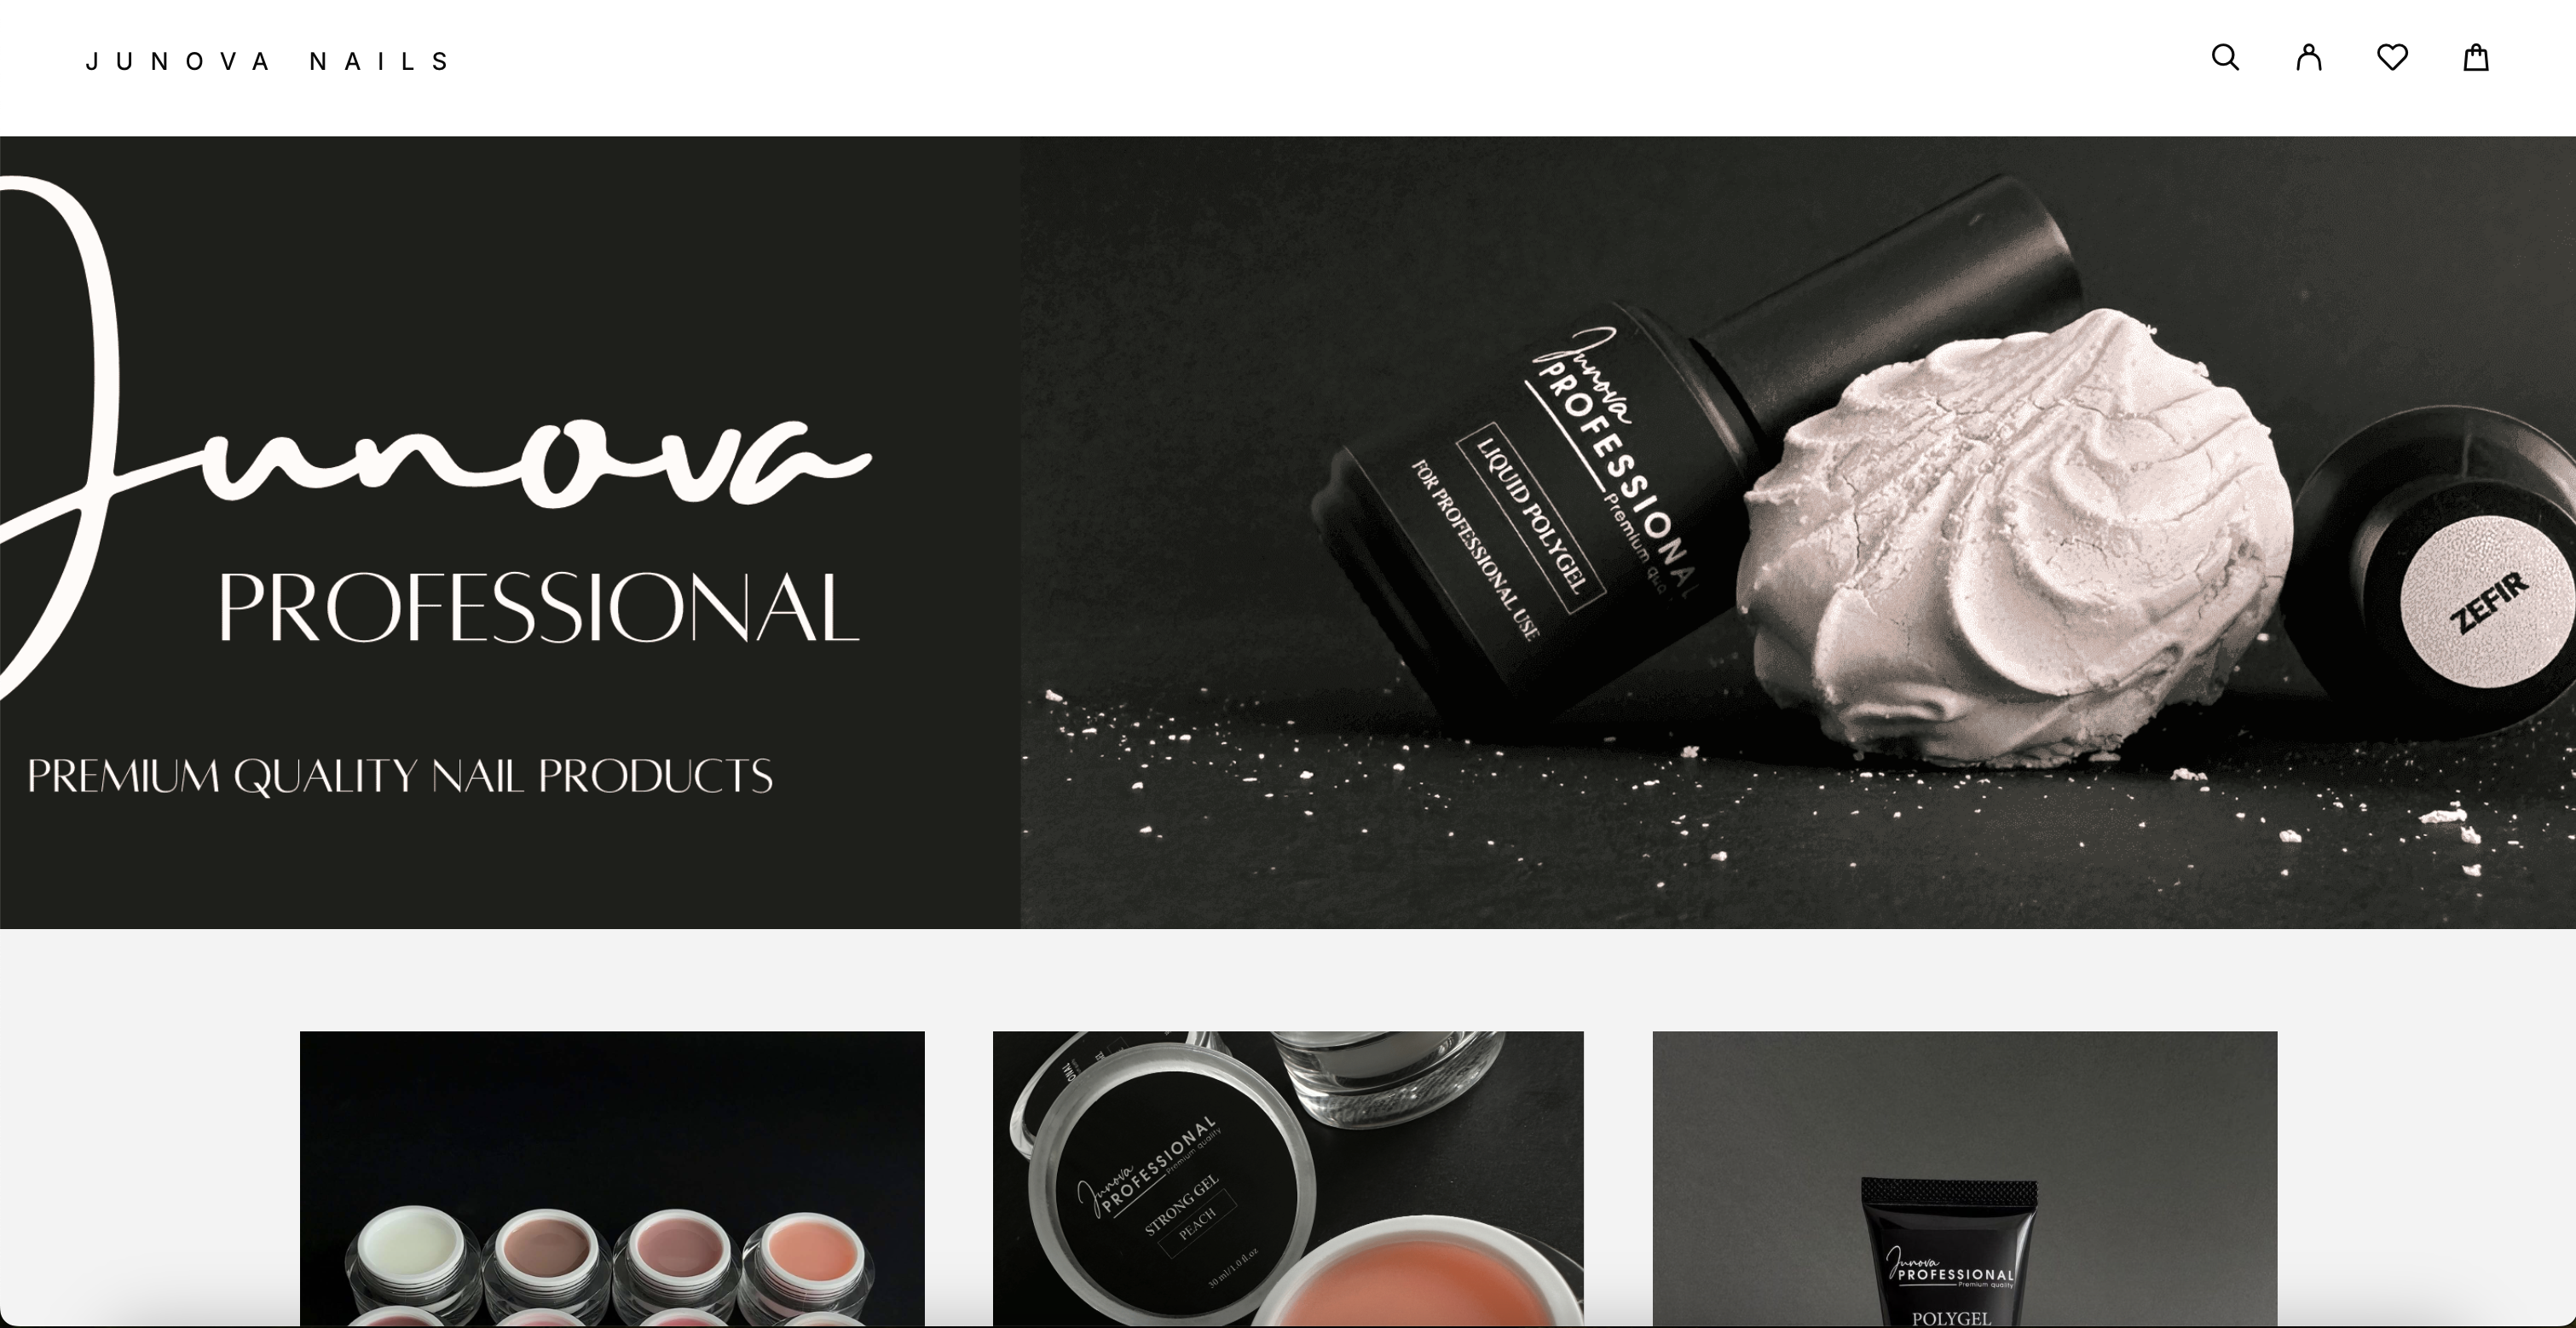 JUNOVA NAILS
Junova
PROFESSIONAL
PREMIUM QUALITY NAIL PRODUCTS
Junova
PROFESSIONAL
Premium
LIQUID POLYGEL
FOR PROFESSIONAL USE
ZEFIR
Junova
PROFESSIONAL
Premium quality
STRONG GEL
PEACH
30 ml/1.0 fl.oz
Junova
PROFESSIONAL
Premium quality
POLYGEL